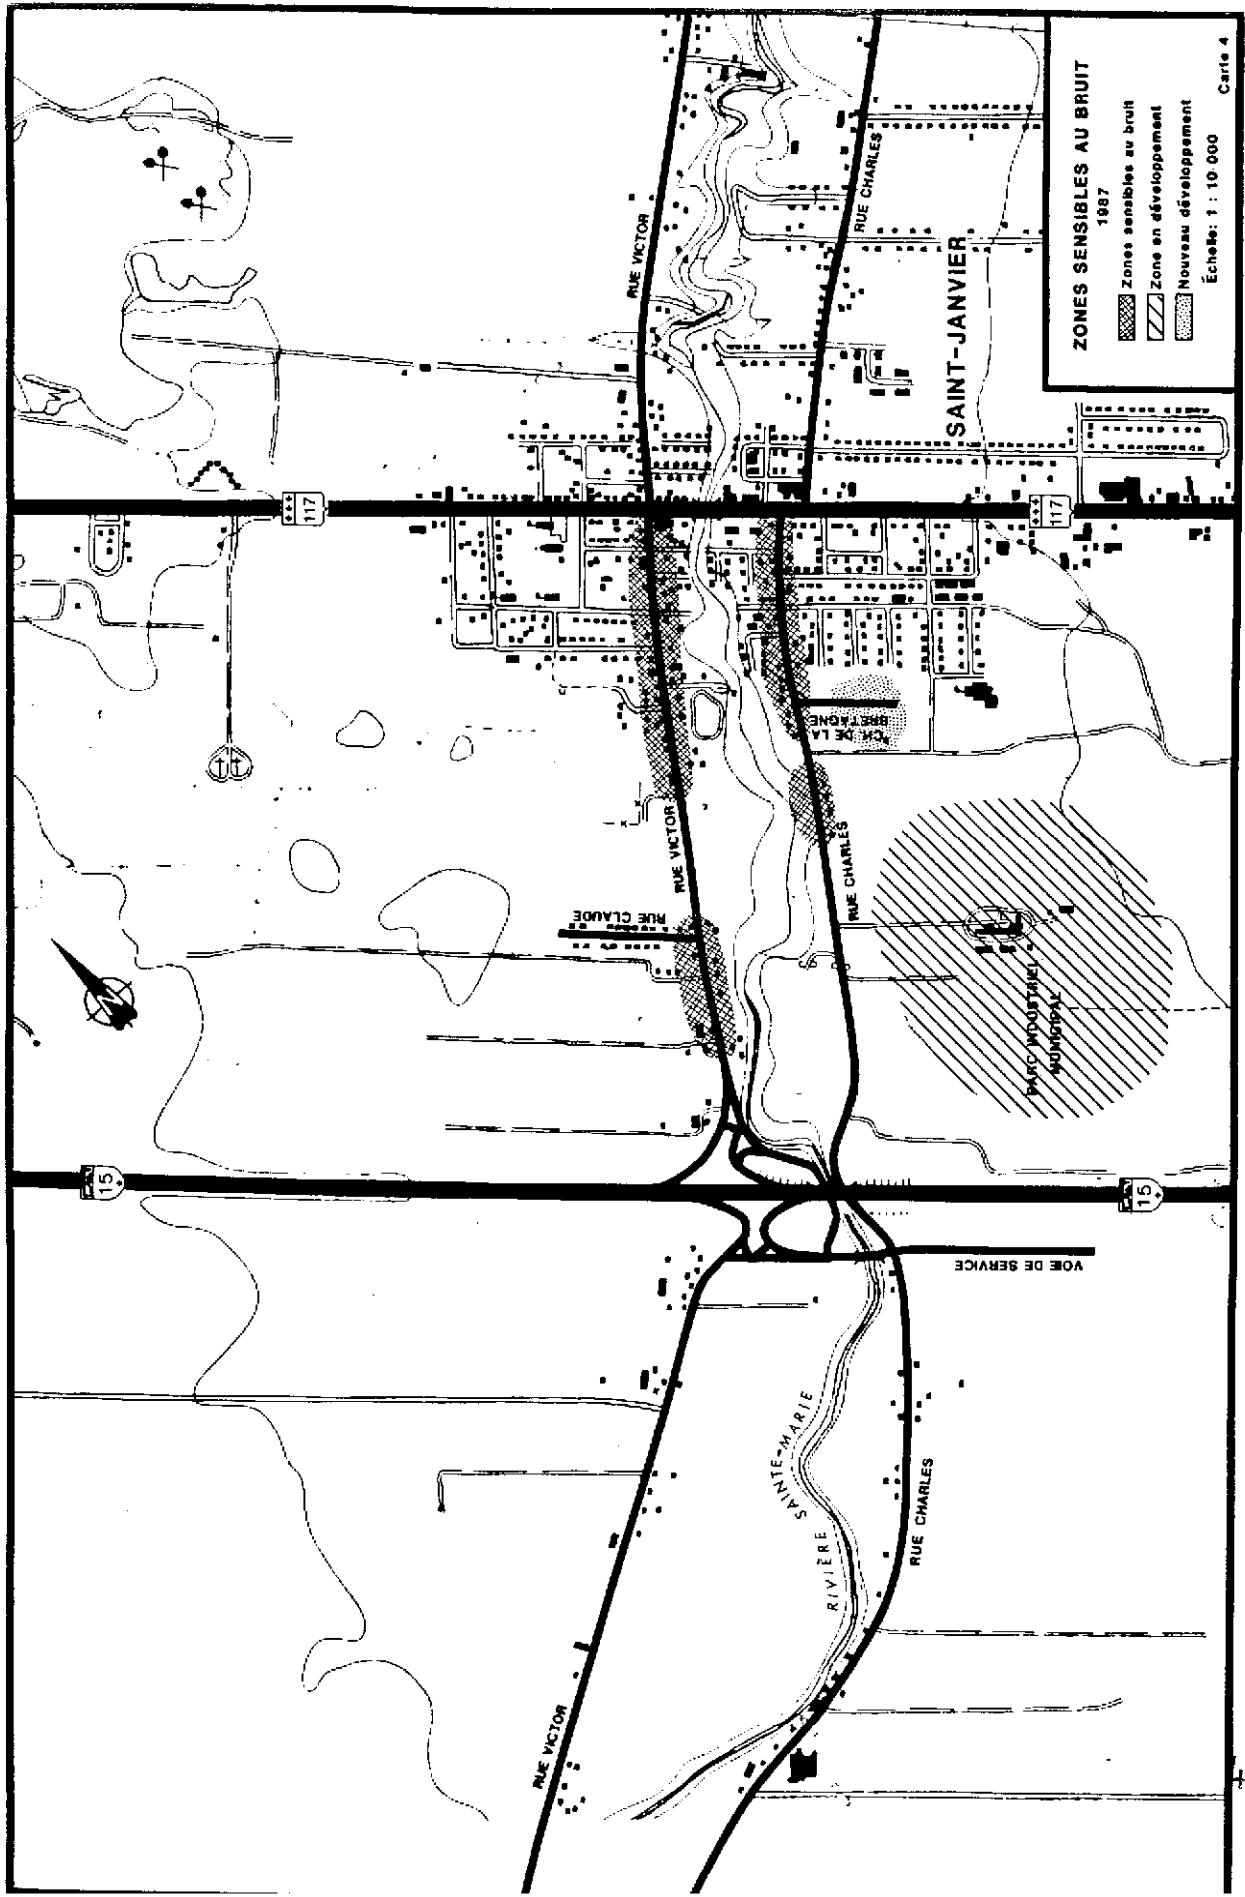 ZONES SENSIBLES AU BRUIT
1987
Zones sensibles au bruit
Zone en développement
Nouveau développement
Échelle: 1 : 10 000
Carte 4
RUE VICTOR
RUE CHARLES
SAINT-JANVIER
117
117
CH. DE LA
BRETAGNE
RUE VICTOR
RUE CHARLES
RUE CLAUDE
PARC INDUSTRIEL
MUNICIPAL
15
15
VOIE DE SERVICE
RIVIÈRE SAINTE-MARIE
RUE CHARLES
RUE VICTOR